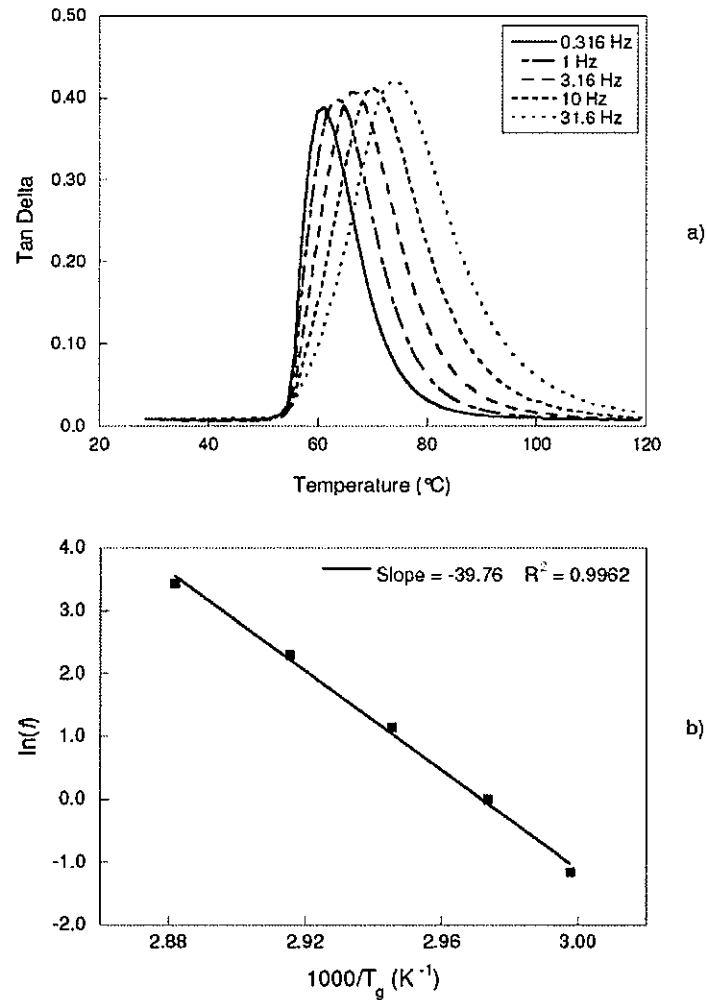 0.50
0.40
0.30
0.20
0.10
0.0
Tan Delta
0.316 Hz
1 Hz
3.16 Hz
10 Hz
31.6 Hz
a)
20 40 60 80 100 120
Temperature (°C)
4.0
3.0
2.0
1.0
0.0
-1.0
-2.0
ln(f)
Slope = -39.76 R² = 0.9962
b)
2.88 2.92 2.96 3.00
1000/T_g (K⁻¹)